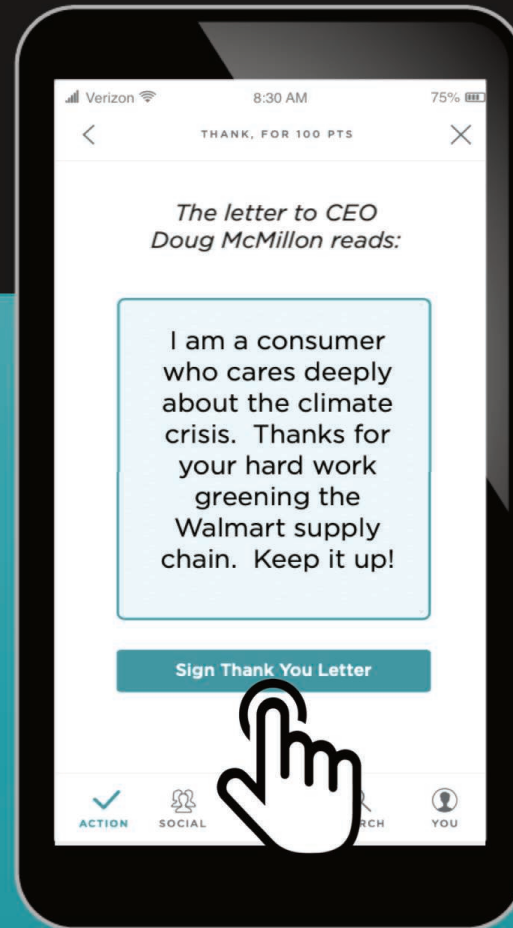 Verizon 8:30 AM 75%
THANK, FOR 100 PTS
The letter to CEO
Doug McMillon reads:
I am a consumer
who cares deeply
about the climate
crisis.  Thanks for
your hard work
greening the
Walmart supply
chain.  Keep it up!
Sign Thank You Letter
ACTION SOCIAL RCH YOU